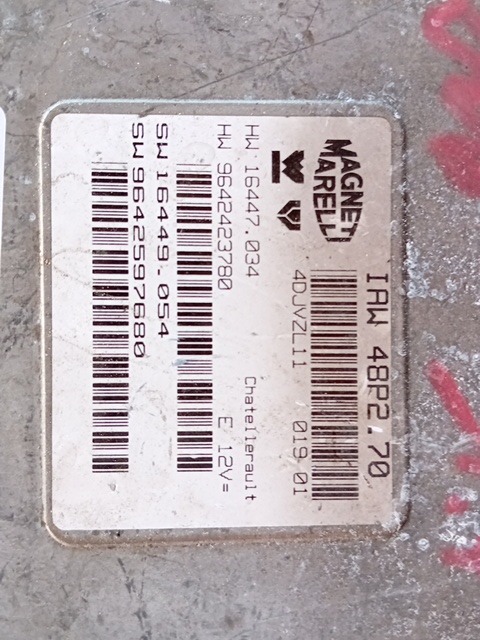 MAGNETI
MARELLI
IAW 48P2.70
4DJVZL11 019 01
HW 16447.034 Chatellerault
HW 9642423780 E 12V=
SW 16449.054
SW 9642597680